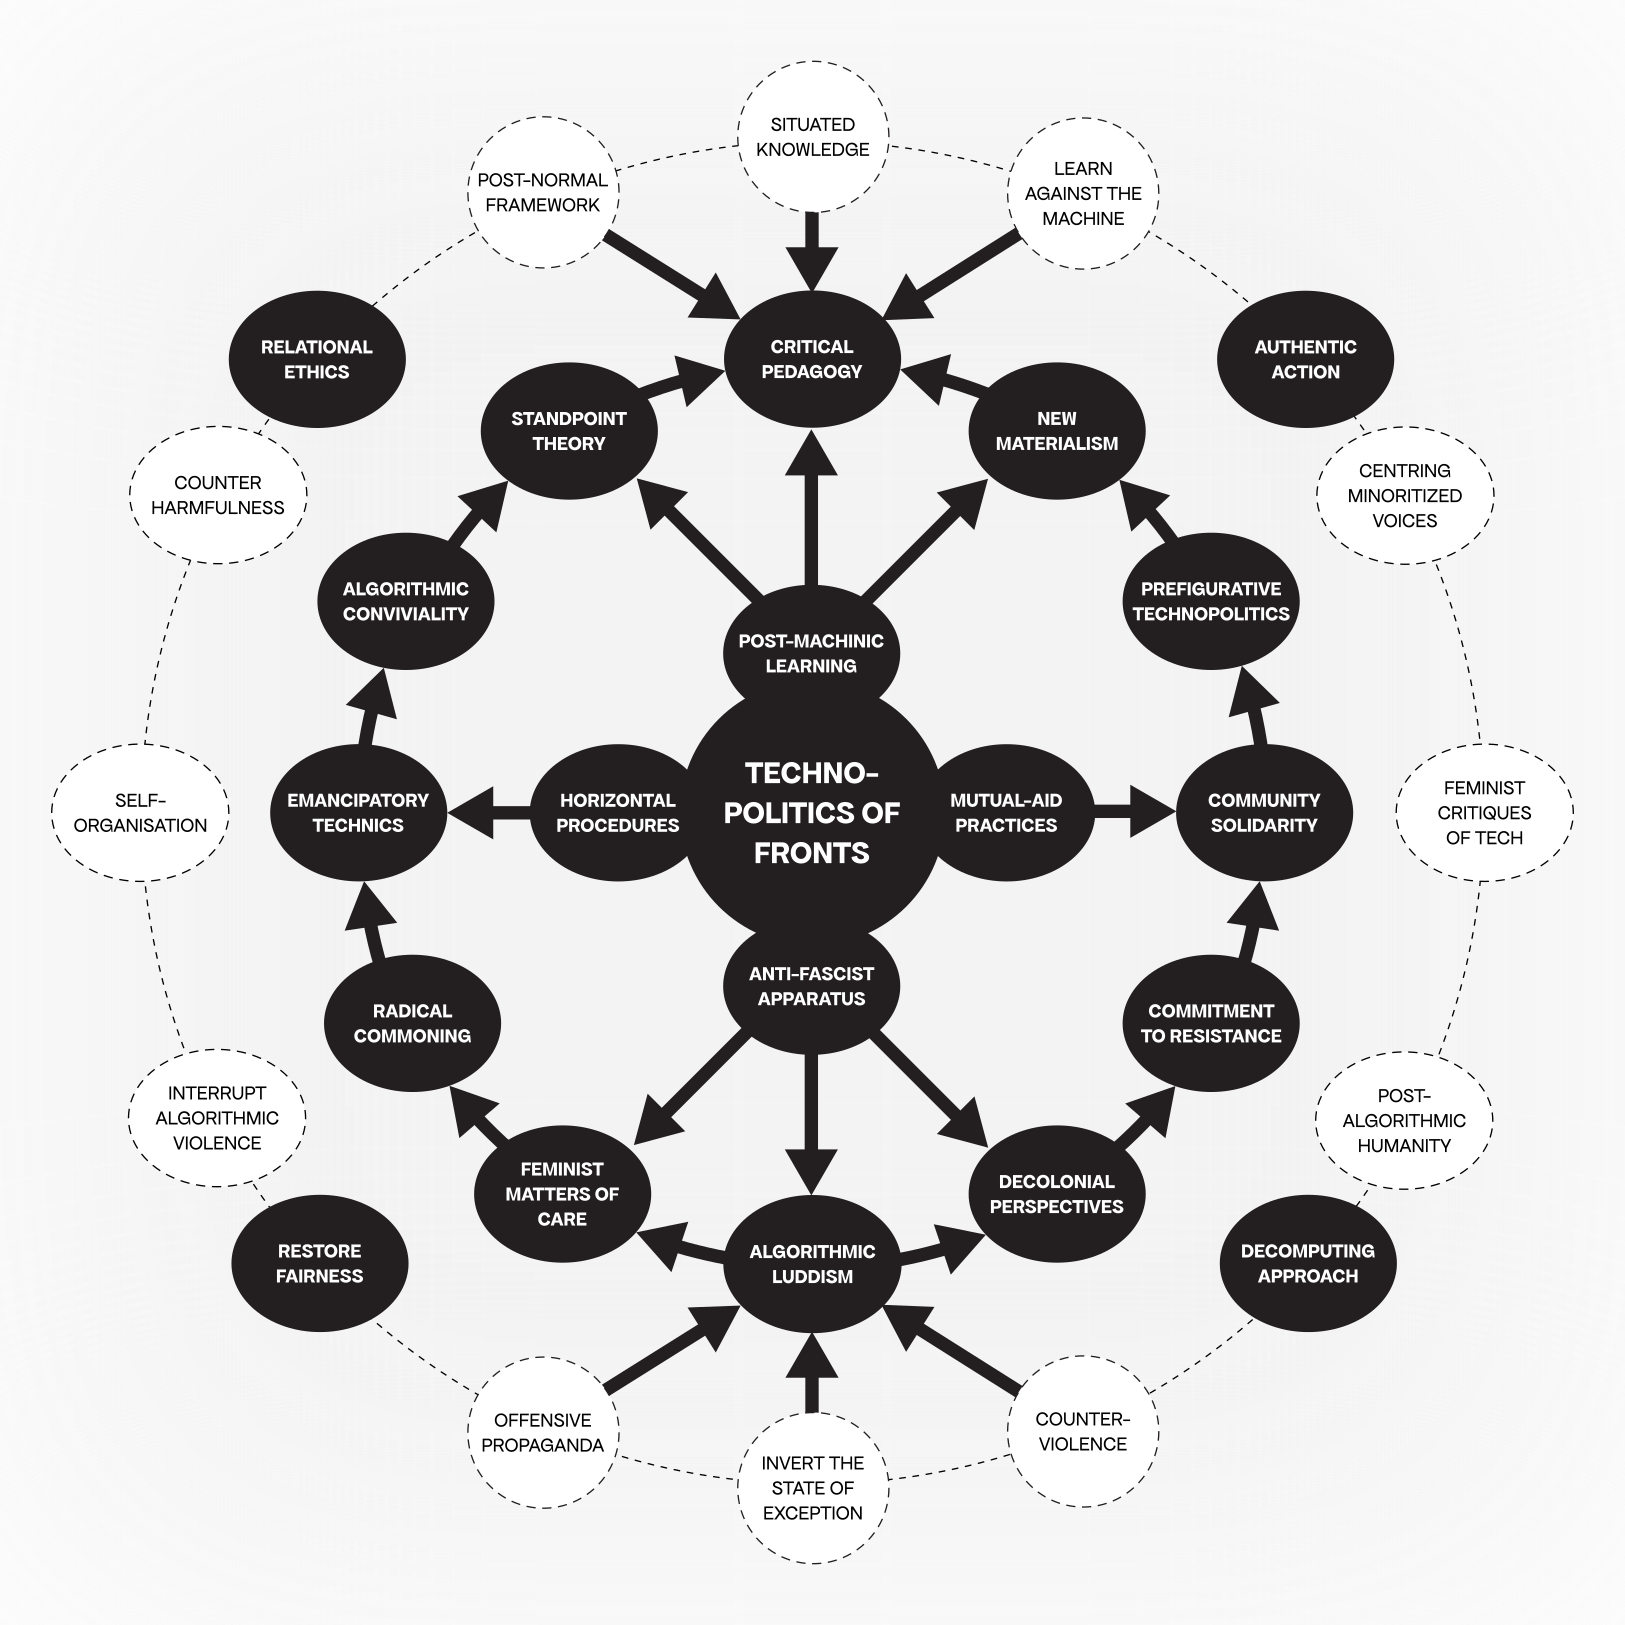 SITUATED
KNOWLEDGE
POST-NORMAL
FRAMEWORK
LEARN
AGAINST THE
MACHINE
RELATIONAL
ETHICS
CRITICAL
PEDAGOGY
AUTHENTIC
ACTION
STANDPOINT
THEORY
NEW
MATERIALISM
COUNTER
HARMFULNESS
CENTRING
MINORITIZED
VOICES
ALGORITHMIC
CONVIVIALITY
PREFIGURATIVE
TECHNOPOLITICS
POST-MACHINIC
LEARNING
SELF-
ORGANISATION
EMANCIPATORY
TECHNICS
HORIZONTAL
PROCEDURES
TECHNO-
POLITICS OF
FRONTS
MUTUAL-AID
PRACTICES
COMMUNITY
SOLIDARITY
FEMINIST
CRITIQUES
OF TECH
ANTI-FASCIST
APPARATUS
RADICAL
COMMONING
COMMITMENT
TO RESISTANCE
INTERRUPT
ALGORITHMIC
VIOLENCE
POST-
ALGORITHMIC
HUMANITY
FEMINIST
MATTERS OF
CARE
DECOLONIAL
PERSPECTIVES
RESTORE
FAIRNESS
ALGORITHMIC
LUDDISM
DECOMPUTING
APPROACH
OFFENSIVE
PROPAGANDA
COUNTER-
VIOLENCE
INVERT THE
STATE OF
EXCEPTION